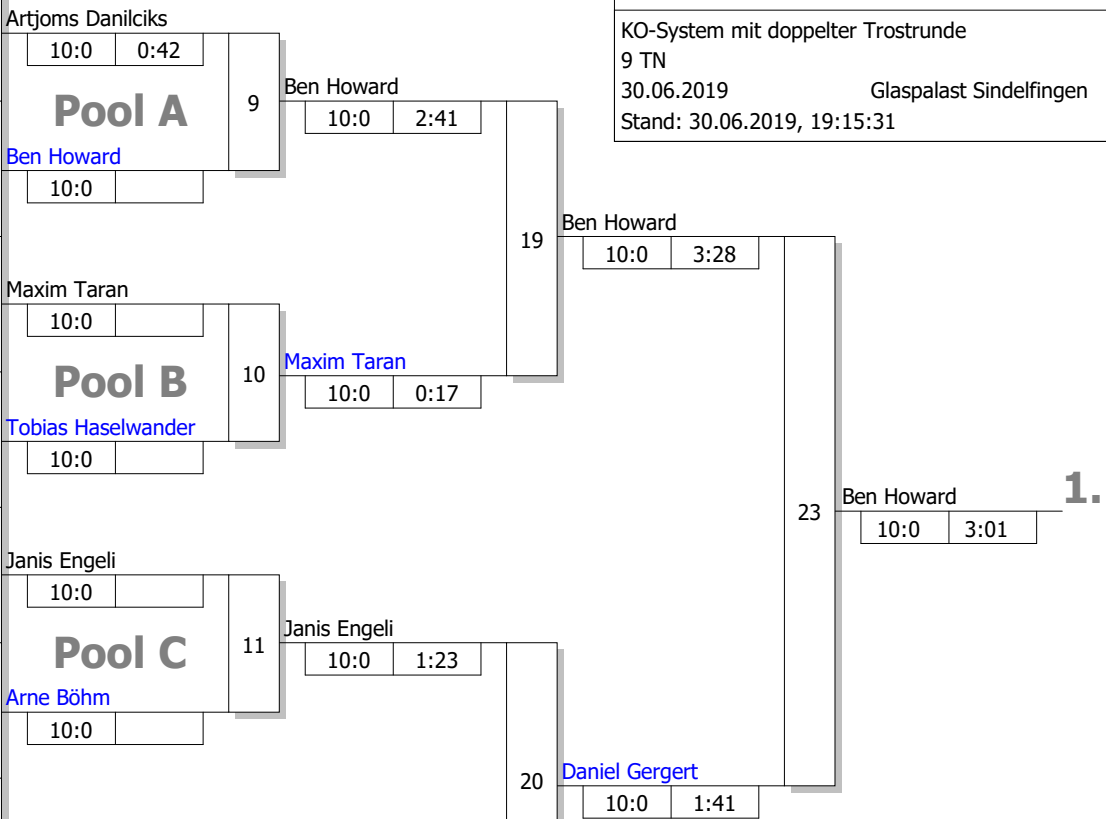 KO-System mit doppelter Trostrunde
9 TN
30.06.2019 Glaspalast Sindelfingen
Stand: 30.06.2019, 19:15:31
Artjoms Danilciks
10:0 0:42
Pool A
9
Ben Howard
10:0
Ben Howard
10:0 2:41
Maxim Taran
10:0
Pool B
10
Tobias Haselwander
10:0
Maxim Taran
10:0 0:17
19
Ben Howard
10:0 3:28
Janis Engeli
10:0
Pool C
11
Arne Böhm
10:0
Janis Engeli
10:0 1:23
20
Daniel Gergert
10:0 1:41
23
Ben Howard
10:0 3:01
1.